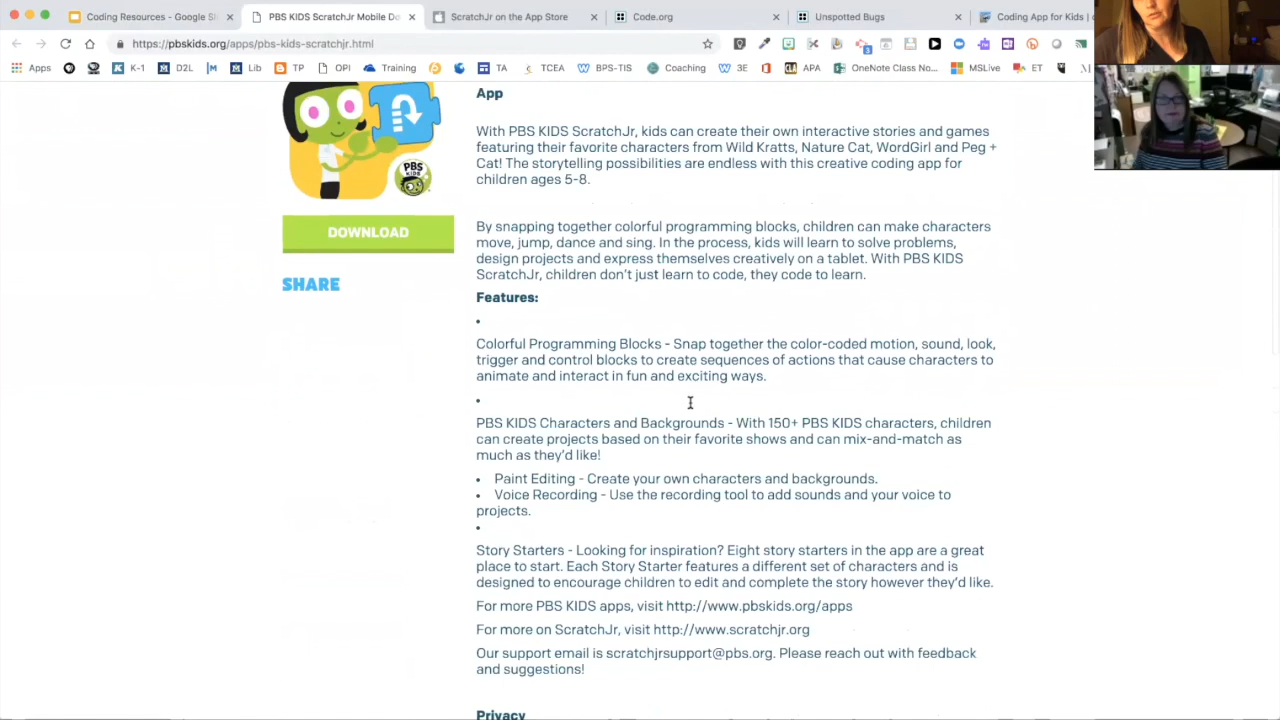 Coding Resources - Google Sl
PBS KIDS ScratchJr Mobile Do
ScratchJr on the App Store
Code.org
Unspotted Bugs
Coding App for Kids |
https://pbskids.org/apps/pbs-kids-scratchjr.html
Apps
K-1
D2L
Lib
TP
OPI
Training
TA
TCEA
BPS-TIS
Coaching
3E
APA
OneNote Class No...
MSLive
ET
App
With PBS KIDS ScratchJr, kids can create their own interactive stories and games
featuring their favorite characters from Wild Kratts, Nature Cat, WordGirl and Peg +
Cat! The storytelling possibilities are endless with this creative coding app for
children ages 5-8.
PBS
KIDS
DOWNLOAD
SHARE
By snapping together colorful programming blocks, children can make characters
move, jump, dance and sing. In the process, kids will learn to solve problems,
design projects and express themselves creatively on a tablet. With PBS KIDS
ScratchJr, children don't just learn to code, they code to learn.
Features:
•
Colorful Programming Blocks - Snap together the color-coded motion, sound, look,
trigger and control blocks to create sequences of actions that cause characters to
animate and interact in fun and exciting ways.
•
PBS KIDS Characters and Backgrounds - With 150+ PBS KIDS characters, children
can create projects based on their favorite shows and can mix-and-match as
much as they'd like!
• Paint Editing - Create your own characters and backgrounds.
• Voice Recording - Use the recording tool to add sounds and your voice to
projects.
•
Story Starters - Looking for inspiration? Eight story starters in the app are a great
place to start. Each Story Starter features a different set of characters and is
designed to encourage children to edit and complete the story however they'd like.
For more PBS KIDS apps, visit http://www.pbskids.org/apps
For more on ScratchJr, visit http://www.scratchjr.org
Our support email is scratchjrsupport@pbs.org. Please reach out with feedback
and suggestions!
Privacy